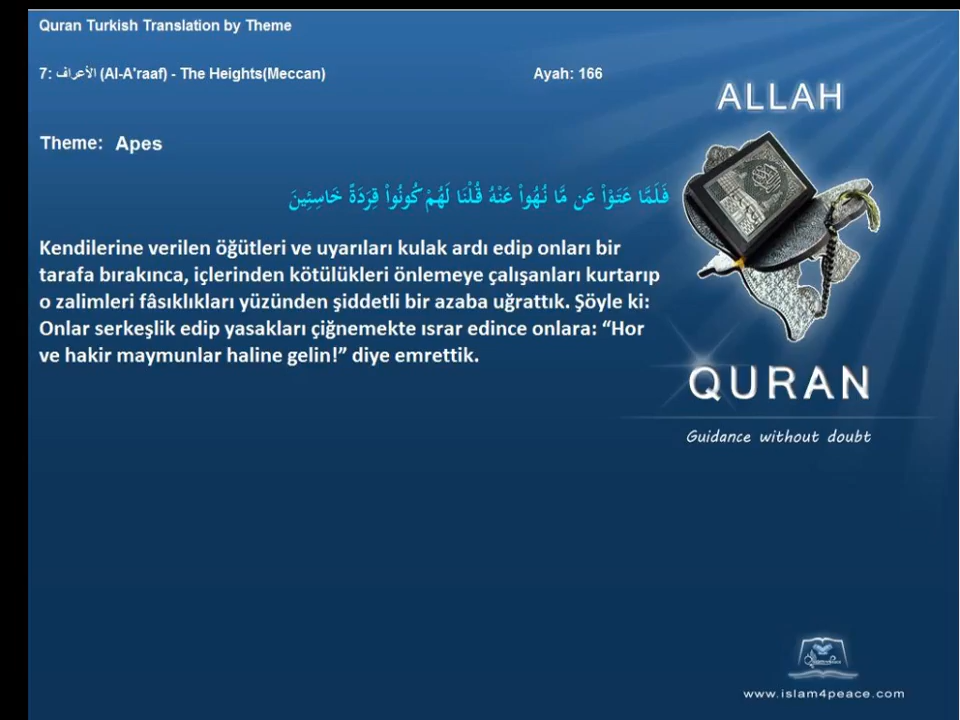 Quran Turkish Translation by Theme
7: الأعراف (Al-A'raaf) - The Heights(Meccan) Ayah: 166
ALLAH
Theme: Apes
فَلَمَّا عَتَوْاْ عَن مَّا نُهُواْ عَنْهُ قُلْنَا لَهُمْ كُونُواْ قِرَدَةً خَاسِئِينَ
Kendilerine verilen öğütleri ve uyarıları kulak ardı edip onları bir
tarafa bırakınca, içlerinden kötülükleri önlemeye çalışanları kurtarıp
o zalimleri fâsıklıkları yüzünden şiddetli bir azaba uğrattık. Şöyle ki:
Onlar serkeşlik edip yasakları çiğnemekte ısrar edince onlara: “Hor
ve hakir maymunlar haline gelin!” diye emrettik.
QURAN
Guidance without doubt
www.islam4peace.com